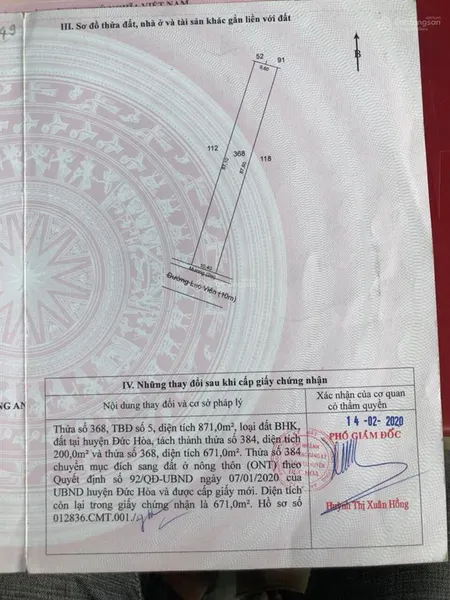 III. Sơ đồ thửa đất, nhà ở và tài sản khác gắn liền với đất
52
91
B
112
368
118
10,40
Mương
Đường Leo Viên (10m)
IV. Những thay đổi sau khi cấp giấy chứng nhận
Nội dung thay đổi và cơ sở pháp lý
Xác nhận của cơ quan
có thẩm quyền
Thửa số 368, TBD số 5, diện tích 871,0m², loại đất BHK,
đất tại huyện Đức Hòa, tách thành thửa số 384, diện tích
200,0m² và thửa số 368, diện tích 671,0m². Thửa số 384
chuyển mục đích sang đất ở nông thôn (ONT) theo
Quyết định số 92/QĐ-UBND ngày 07/01/2020 của
UBND huyện Đức Hòa và được cấp giấy mới. Diện tích
còn lại trong giấy chứng nhận là 671,0m². Hồ sơ số
012836.CMT.001./
14-02-2020
PHÓ GIÁM ĐỐC
ĐỨC HÒA
Huỳnh Thị Xuân Hồng